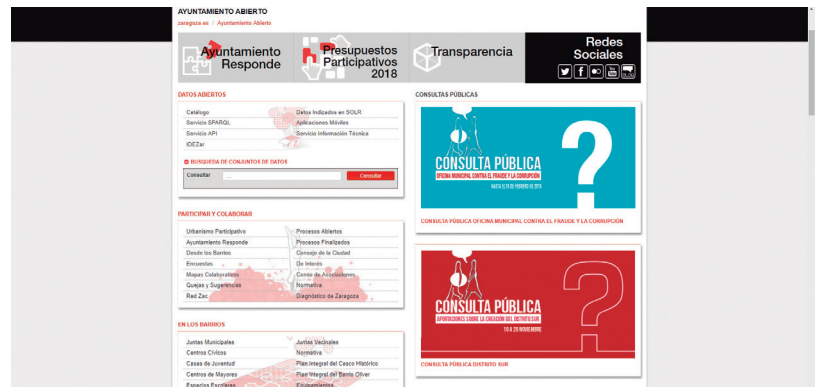 AYUNTAMIENTO ABIERTO
zaragoza.es / Ayuntamiento Abierto
Ayuntamiento
Responde
Presupuestos
Participativos
2018
Transparencia
Redes
Sociales
DATOS ABIERTOS
Catálogo
Datos Indizados en SOLR
Servicio SPARQL
Aplicaciones Móviles
Servicio API
Servicio Información Técnica
IDEZar
BUSQUEDA DE CONJUNTOS DE DATOS
Consultar
...
Consultar
PARTICIPAR Y COLABORAR
Urbanismo Participativo
Procesos Abiertos
Ayuntamiento Responde
Procesos Finalizados
Desde los Barrios
Consejo de la Ciudad
Encuestas
De Interés
Mapas Colaborativos
Censo de Asociaciones
Quejas y Sugerencias
Normativa
Red Zac
Diagnóstico de Zaragoza
EN LOS BARRIOS
Juntas Municipales
Juntas Vecinales
Centros Cívicos
Normativa
Casas de Juventud
Plan Integral del Casco Histórico
Centros de Mayores
Plan Integral del Barrio Oliver
Espacios Escolares
Equipamientos
CONSULTAS PÚBLICAS
CONSULTA PÚBLICA
OFICINA MUNICIPAL CONTRA EL FRAUDE Y LA CORRUPCIÓN
?
CONSULTA PÚBLICA OFICINA MUNICIPAL CONTRA EL FRAUDE Y LA CORRUPCIÓN
CONSULTA PÚBLICA
APORTACIONES SOBRE LA CREACIÓN DEL DISTRITO SUR
10 A 20 NOVIEMBRE
?
CONSULTA PÚBLICA DISTRITO SUR